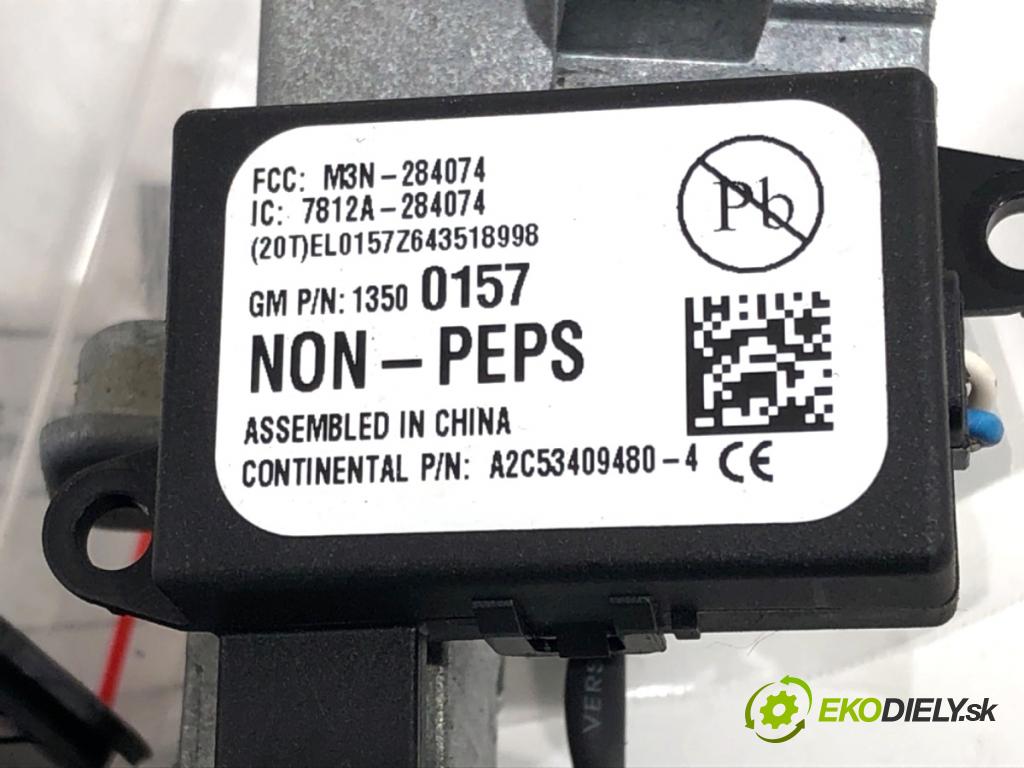 FCC: M3N-284074
IC: 7812A-284074
(20T)EL0157Z643518998
GM P/N: 1350 0157
NON-PEPS
ASSEMBLED IN CHINA
CONTINENTAL P/N: A2C53409480-4 CE
Pb
VERS
EKODIELY.sk